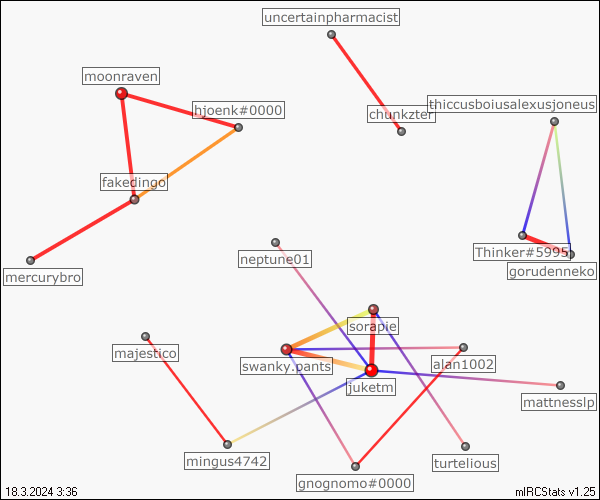 uncertainpharmacist
moonraven
hjoenk#0000
chunkzter
thiccusboiusalexusjoneus
fakedingo
mercurybro
neptune01
Thinker#5995
gorudenneko
sorapie
majestico
swanky.pants
alan1002
juketm
mattnesslp
mingus4742
turtelious
gnognomo#0000
18.3.2024 3:36
mIRCStats v1.25